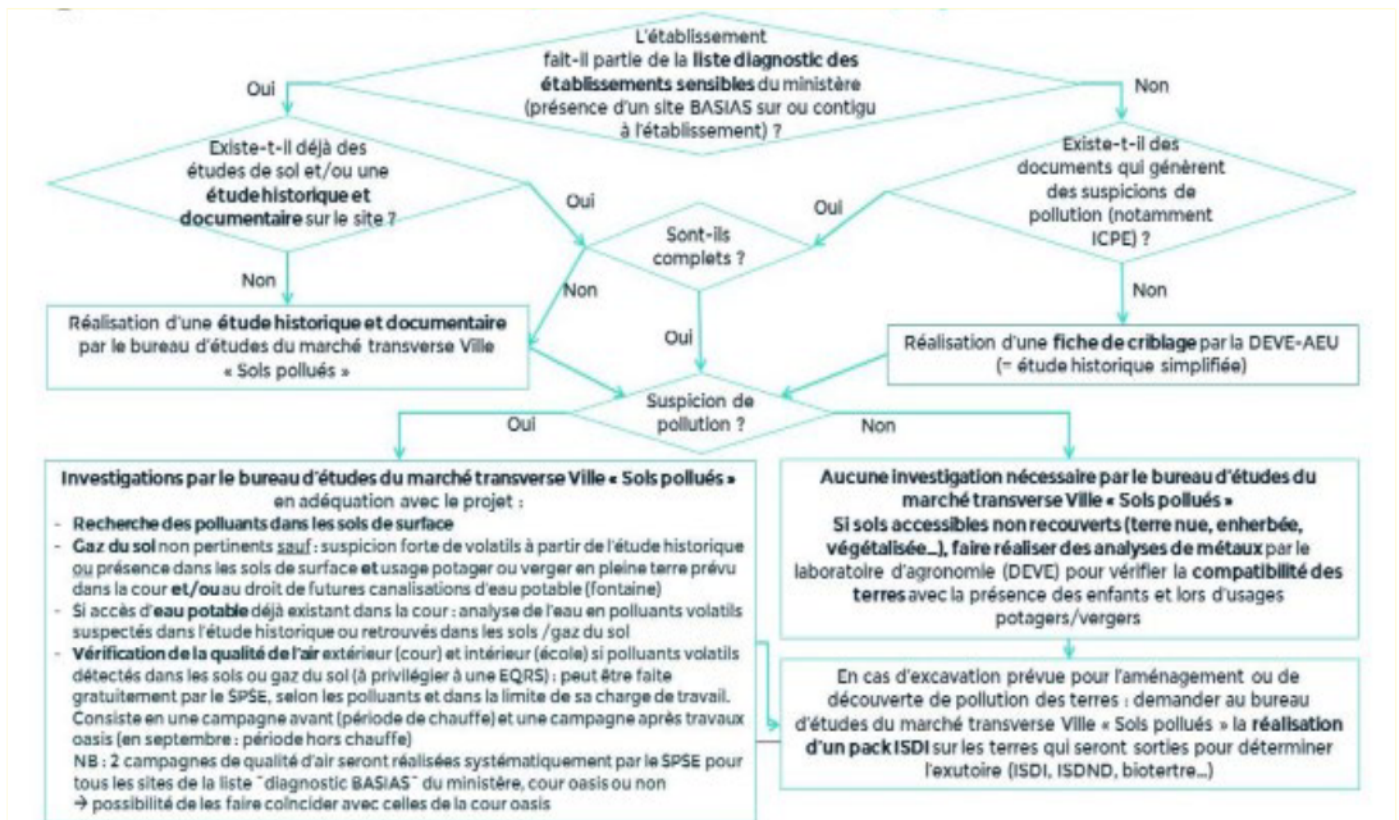 L'établissement
fait-il partie de la liste diagnostic des
établissements sensibles du ministère
(présence d'un site BASIAS sur ou contigu
à l'établissement) ?
Oui
Non
Existe-t-il déjà des
études de sol et/ou une
étude historique et
documentaire sur le site ?
Existe-t-il des
documents qui génèrent
des suspicions de
pollution (notamment
ICPE) ?
Oui
Oui
Sont-ils
complets ?
Non
Non
Non
Oui
Réalisation d'une étude historique et documentaire
par le bureau d'études du marché transverse Ville
« Sols pollués »
Réalisation d'une fiche de criblage par la DEVE-AEU
(= étude historique simplifiée)
Suspicion de
pollution ?
Oui
Non
Investigations par le bureau d'études du marché transverse Ville « Sols pollués »
en adéquation avec le projet :
- Recherche des polluants dans les sols de surface
- Gaz du sol non pertinents sauf : suspicion forte de volatils à partir de l'étude historique
ou présence dans les sols de surface et usage potager ou verger en pleine terre prévu
dans la cour et/ou au droit de futures canalisations d'eau potable (fontaine)
- Si accès d'eau potable déjà existant dans la cour : analyse de l'eau en polluants volatils
suspectés dans l'étude historique ou retrouvés dans les sols /gaz du sol
- Vérification de la qualité de l'air extérieur (cour) et intérieur (école) si polluants volatils
détectés dans les sols ou gaz du sol (à privilégier à une EQRS) : peut être faite
gratuitement par le SPSE, selon les polluants et dans la limite de sa charge de travail.
Consiste en une campagne avant (période de chauffe) et une campagne après travaux
oasis (en septembre : période hors chauffe)
NB : 2 campagnes de qualité d'air seront réalisées systématiquement par le SPSE pour
tous les sites de la liste "diagnostic BASIAS" du ministère, cour oasis ou non
→ possibilité de les faire coïncider avec celles de la cour oasis
Aucune investigation nécessaire par le bureau d'études du
marché transverse Ville « Sols pollués »
Si sols accessibles non recouverts (terre nue, enherbée,
végétalisée…), faire réaliser des analyses de métaux par le
laboratoire d'agronomie (DEVE) pour vérifier la compatibilité des
terres avec la présence des enfants et lors d'usages
potagers/vergers
En cas d'excavation prévue pour l'aménagement ou de
découverte de pollution des terres : demander au bureau
d'études du marché transverse Ville « Sols pollués » la réalisation
d'un pack ISDI sur les terres qui seront sorties pour déterminer
l'exutoire (ISDI, ISDND, biotertre…)